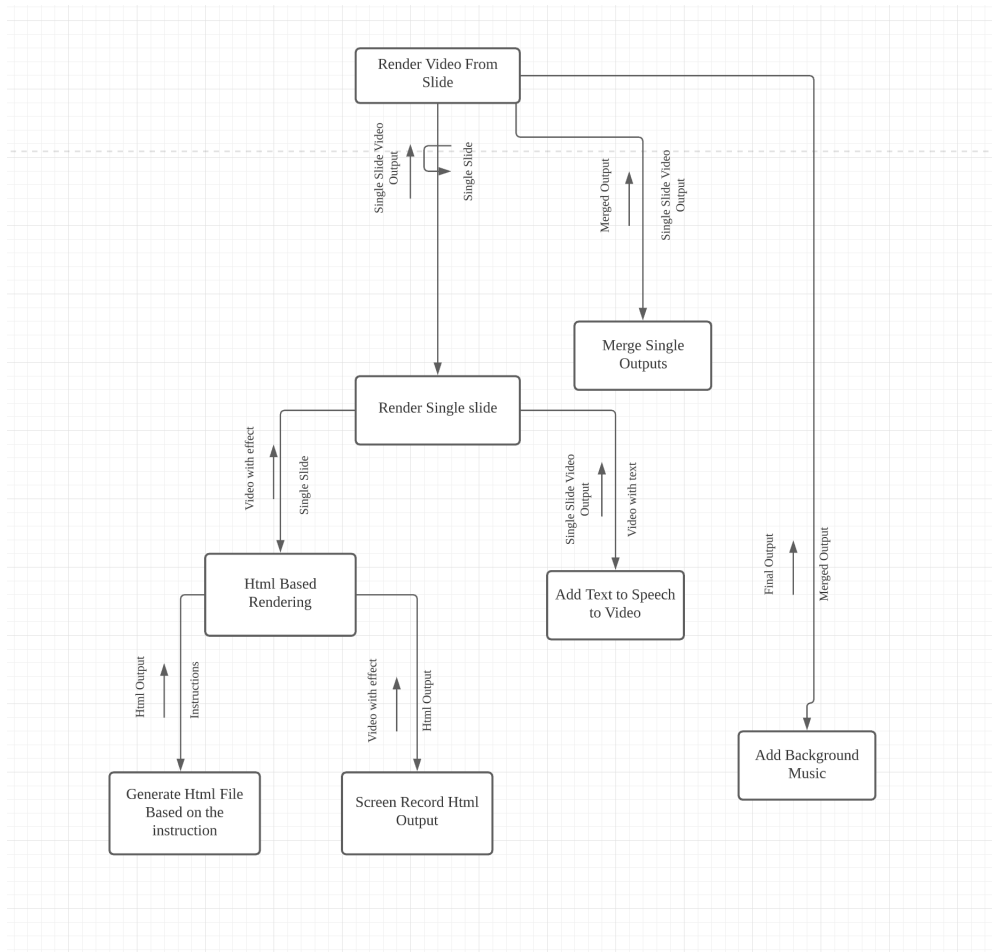 Render Video From
Slide
Single Slide Video
Output
Single Slide
Merged Output
Single Slide Video
Output
Merge Single
Outputs
Render Single slide
Video with effect
Single Slide
Single Slide Video
Output
Video with text
Final Output
Merged Output
Html Based
Rendering
Add Text to Speech
to Video
Html Output
Instructions
Video with effect
Html Output
Add Background
Music
Generate Html File
Based on the
instruction
Screen Record Html
Output